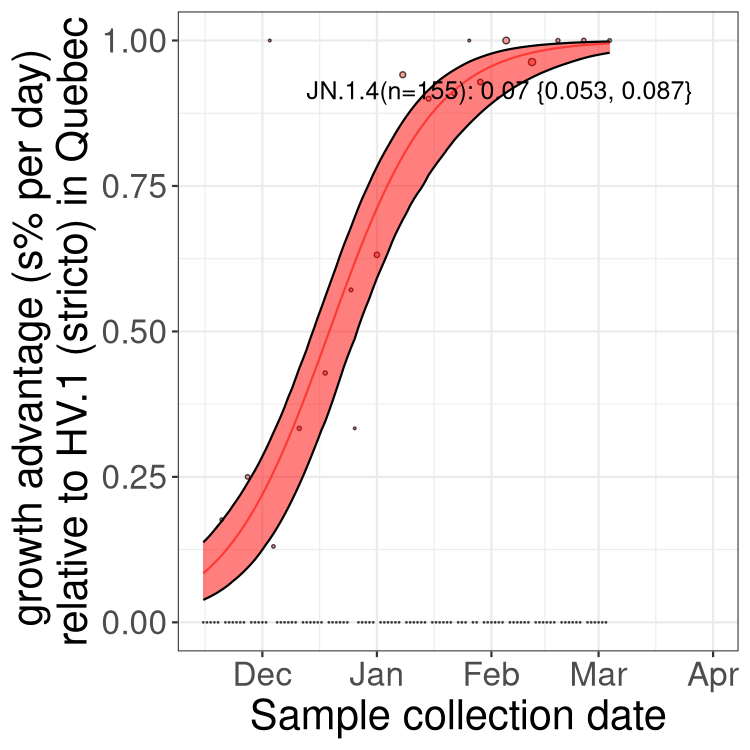 growth advantage (s% per day)
relative to HV.1 (stricto) in Quebec
1.00
0.75
0.50
0.25
0.00
JN.1.4(n=155): 0.07 {0.053, 0.087}
Dec Jan Feb Mar Apr
Sample collection date